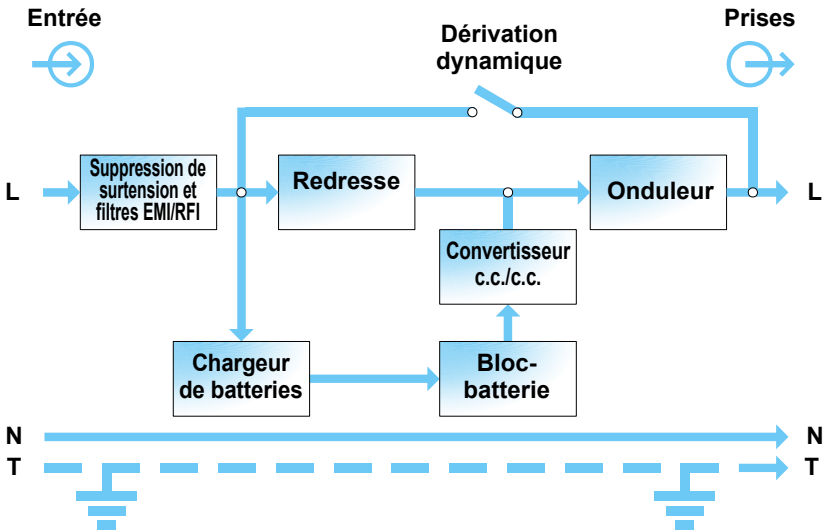 Entrée
Prises
Dérivation
dynamique
L
Suppression de
surtension et
filtres EMI/RFI
Redresse
Onduleur
L
Convertisseur
c.c./c.c.
Chargeur
de batteries
Bloc-
batterie
N
N
T
T